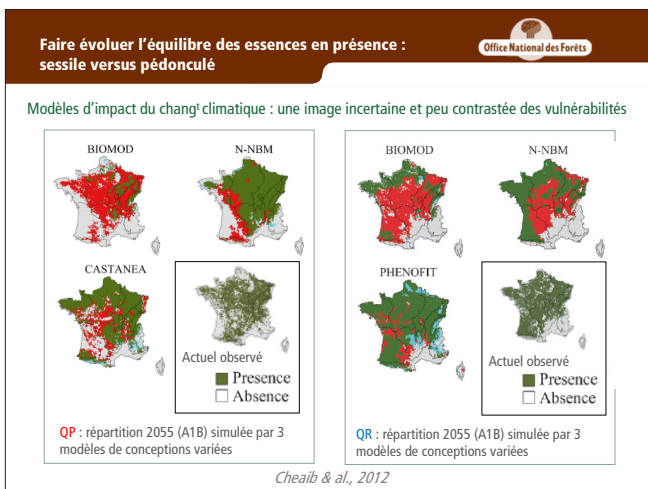 Faire évoluer l'équilibre des essences en présence :
sessile versus pédonculé
Office National des Forêts
Modèles d'impact du changᵗ climatique : une image incertaine et peu contrastée des vulnérabilités
BIOMOD
N-NBM
CASTANEA
Actuel observé
Presence
Absence
QP : répartition 2055 (A1B) simulée par 3
modèles de conceptions variées
BIOMOD
N-NBM
PHENOFIT
Actuel observé
Presence
Absence
QR : répartition 2055 (A1B) simulée par 3
modèles de conceptions variées
Cheaib & al., 2012